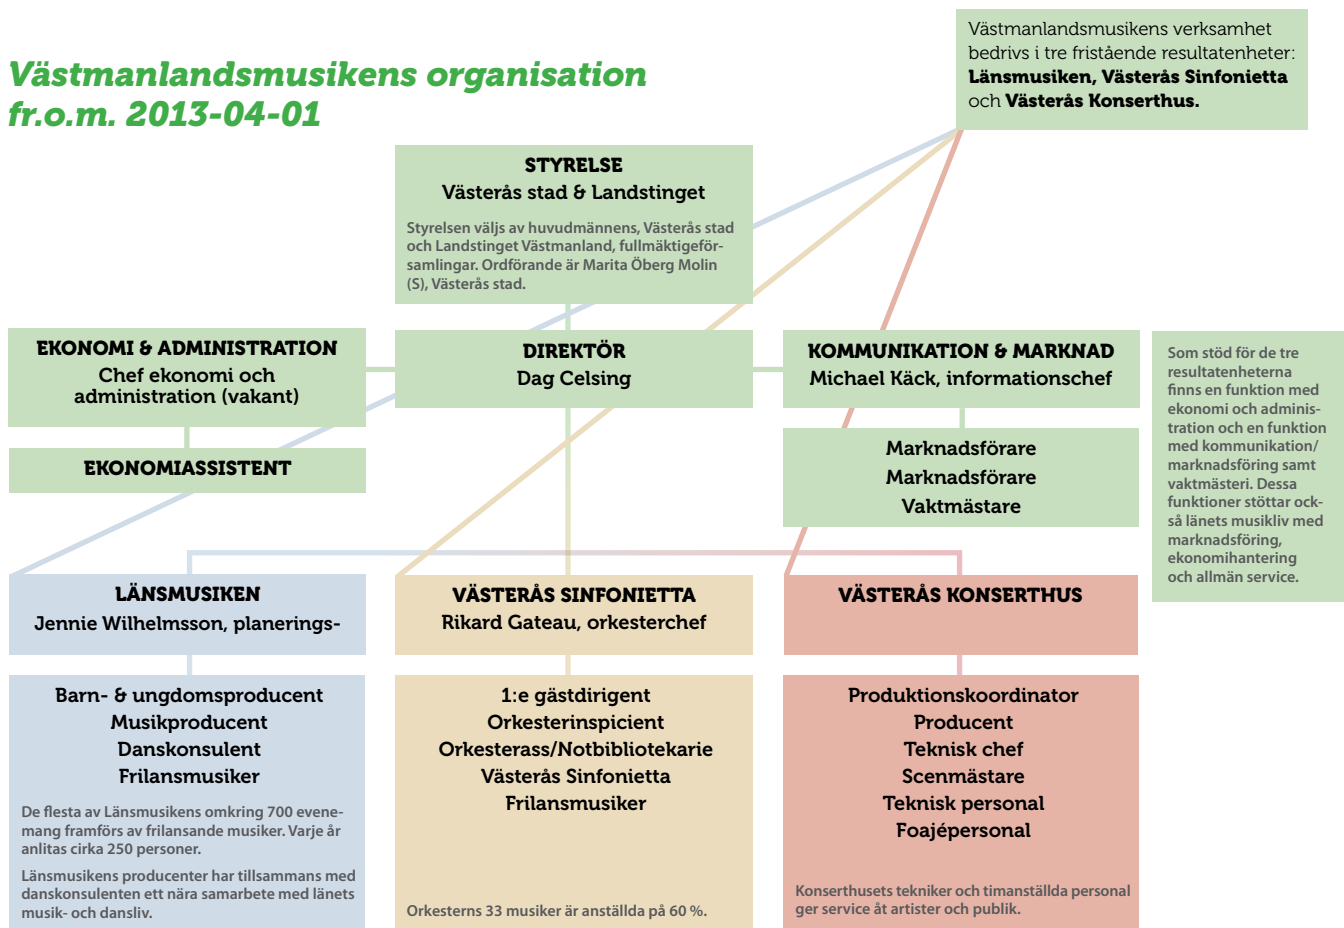 Västmanlandsmusikens organisation
fr.o.m. 2013-04-01
Västmanlandsmusikens verksamhet
bedrivs i tre fristående resultatenheter:
Länsmusiken, Västerås Sinfonietta
och Västerås Konserthus.
STYRELSE
Västerås stad & Landstinget
Styrelsen väljs av huvudmännens, Västerås stad
och Landstinget Västmanland, fullmäktigeför-
samlingar. Ordförande är Marita Öberg Molin
(S), Västerås stad.
EKONOMI & ADMINISTRATION
Chef ekonomi och
administration (vakant)
EKONOMIASSISTENT
DIREKTÖR
Dag Celsing
KOMMUNIKATION & MARKNAD
Michael Käck, informationschef
Marknadsförare
Marknadsförare
Vaktmästare
Som stöd för de tre
resultatenheterna
finns en funktion med
ekonomi och adminis-
tration och en funktion
med kommunikation/
marknadsföring samt
vaktmästeri. Dessa
funktioner stöttar ock-
så länets musikliv med
marknadsföring,
ekonomihantering
och allmän service.
LÄNSMUSIKEN
Jennie Wilhelmsson, planerings-
Barn- & ungdomsproducent
Musikproducent
Danskonsulent
Frilansmusiker
De flesta av Länsmusikens omkring 700 evene-
mang framförs av frilansande musiker. Varje år
anlitas cirka 250 personer.
Länsmusikens producenter har tillsammans med
danskonsulenten ett nära samarbete med länets
musik- och dansliv.
VÄSTERÅS SINFONIETTA
Rikard Gateau, orkesterchef
1:e gästdirigent
Orkesterinspicient
Orkesterass/Notbibliotekarie
Västerås Sinfonietta
Frilansmusiker
Orkesterns 33 musiker är anställda på 60 %.
VÄSTERÅS KONSERTHUS
Produktionskoordinator
Producent
Teknisk chef
Scenmästare
Teknisk personal
Foajépersonal
Konserthusets tekniker och timanställda personal
ger service åt artister och publik.